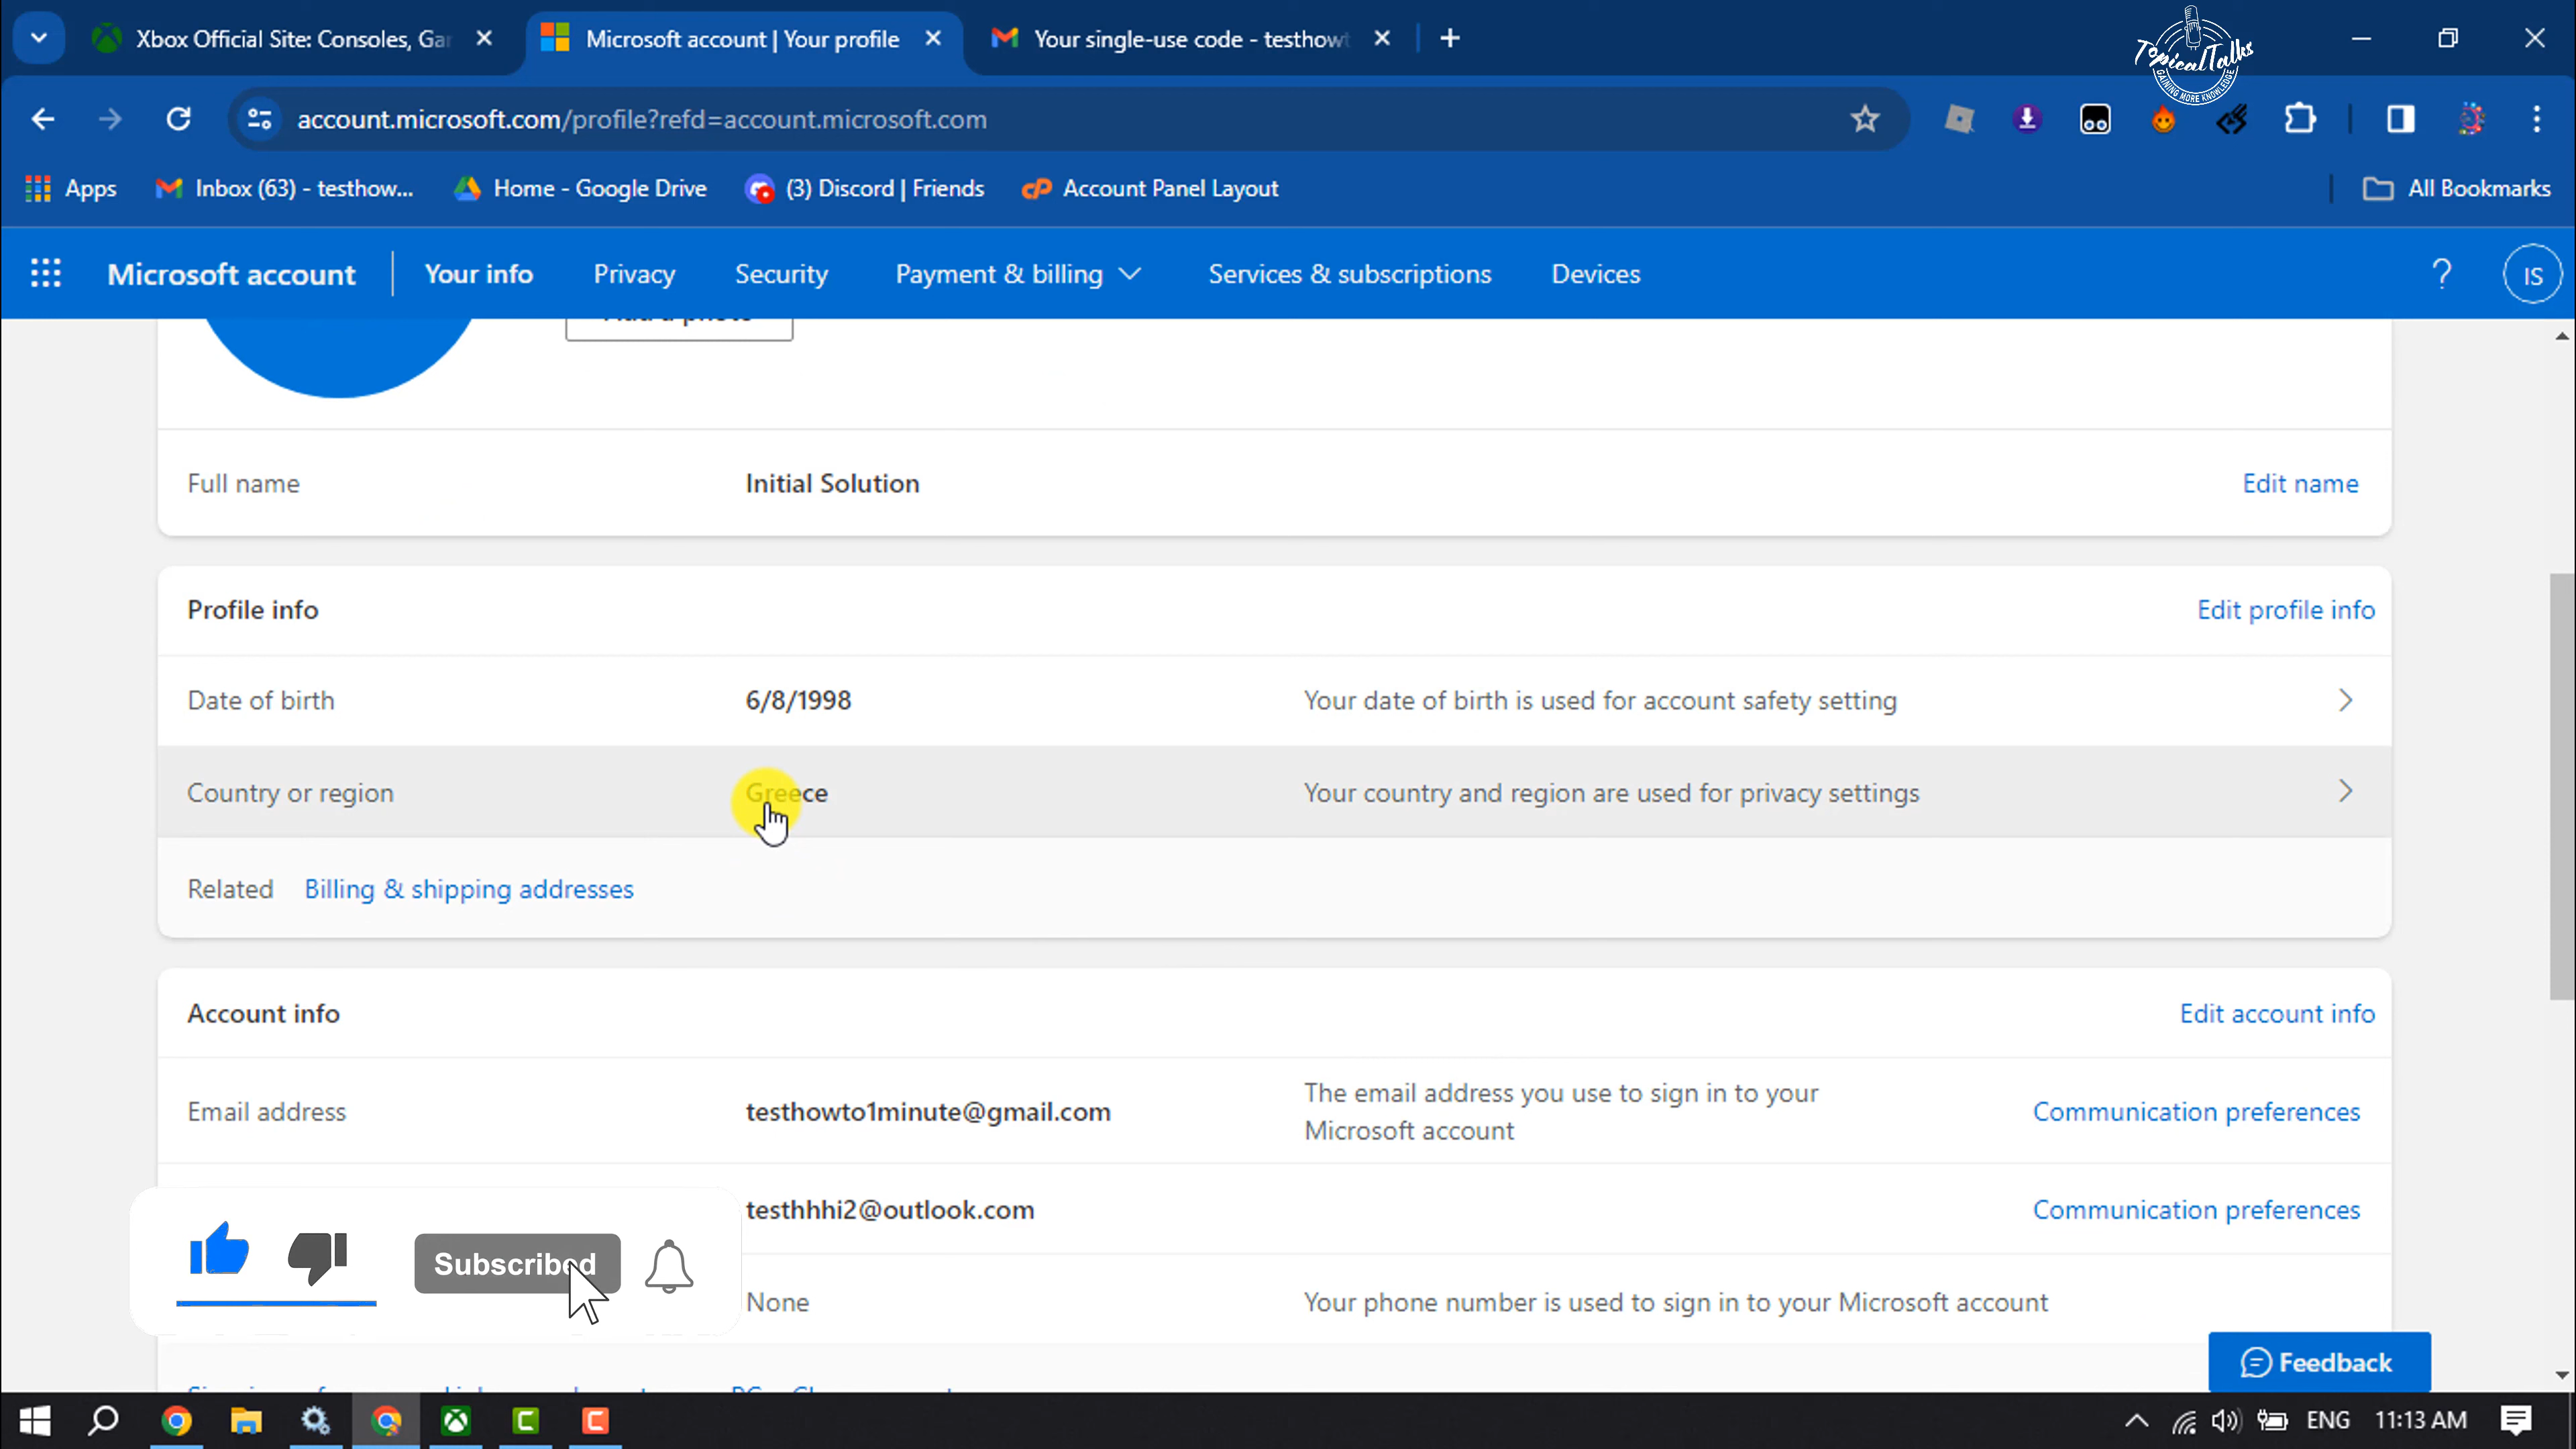 Xbox Official Site: Consoles, Gar
Microsoft account | Your profile
Your single-use code - testhowt
TopicalTalks
GAINING MORE KNOWLEDGE
account.microsoft.com/profile?refd=account.microsoft.com
Apps
Inbox (63) - testhow...
Home - Google Drive
(3) Discord | Friends
Account Panel Layout
All Bookmarks
Microsoft account
Your info
Privacy
Security
Payment & billing
Services & subscriptions
Devices
?
IS
Full name
Initial Solution
Edit name
Profile info
Edit profile info
Date of birth
6/8/1998
Your date of birth is used for account safety setting
Country or region
Greece
Your country and region are used for privacy settings
Related
Billing & shipping addresses
Account info
Edit account info
Email address
testhowto1minute@gmail.com
The email address you use to sign in to your
Microsoft account
Communication preferences
testhhhi2@outlook.com
Communication preferences
Subscribed
None
Your phone number is used to sign in to your Microsoft account
Feedback
ENG
11:13 AM